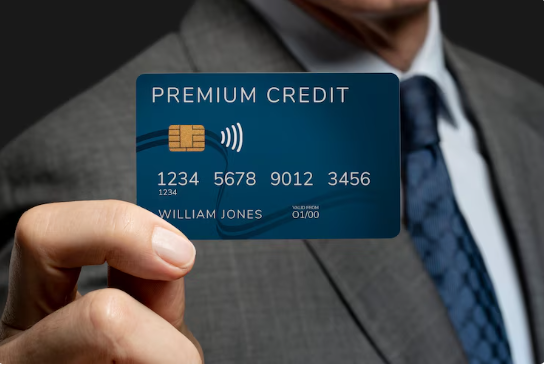 PREMIUM CREDIT
1234 5678 9012 3456
1234
WILLIAM JONES
VALID FROM
01/00